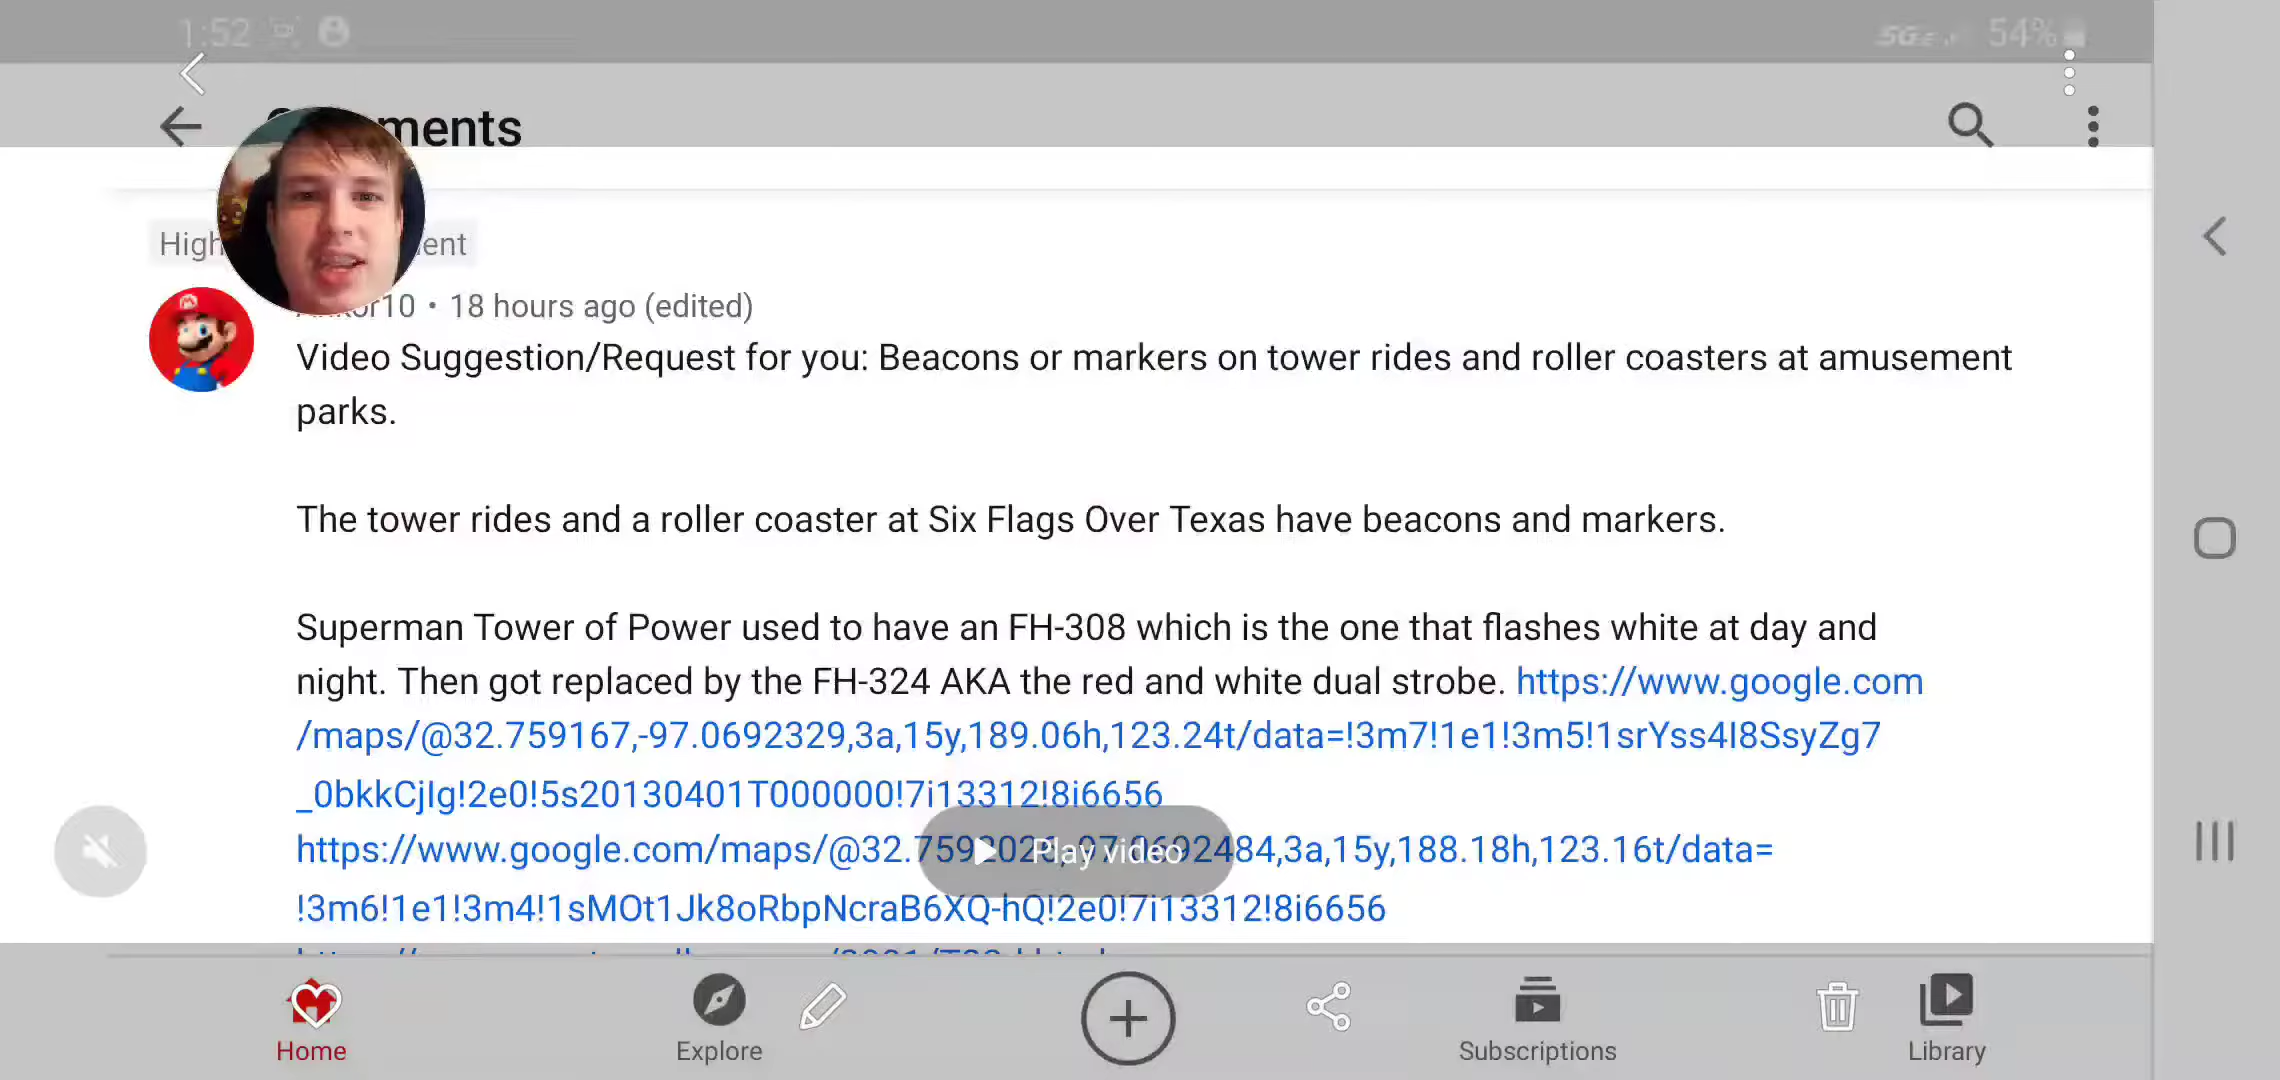 1:52
54%
ments
High
ent
r10 • 18 hours ago (edited)
Video Suggestion/Request for you: Beacons or markers on tower rides and roller coasters at amusement
parks.
The tower rides and a roller coaster at Six Flags Over Texas have beacons and markers.
Superman Tower of Power used to have an FH-308 which is the one that flashes white at day and
night. Then got replaced by the FH-324 AKA the red and white dual strobe. https://www.google.com
/maps/@32.759167,-97.0692329,3a,15y,189.06h,123.24t/data=!3m7!1e1!3m5!1srYss4I8SsyZg7
_0bkkCjIg!2e0!5s20130401T000000!7i13312!8i6656
https://www.google.com/maps/@32.7592026,-97.0692484,3a,15y,188.18h,123.16t/data=
Play video
!3m6!1e1!3m4!1sMOt1Jk8oRbpNcraB6XQ-hQ!2e0!7i13312!8i6656
Home
Explore
Subscriptions
Library